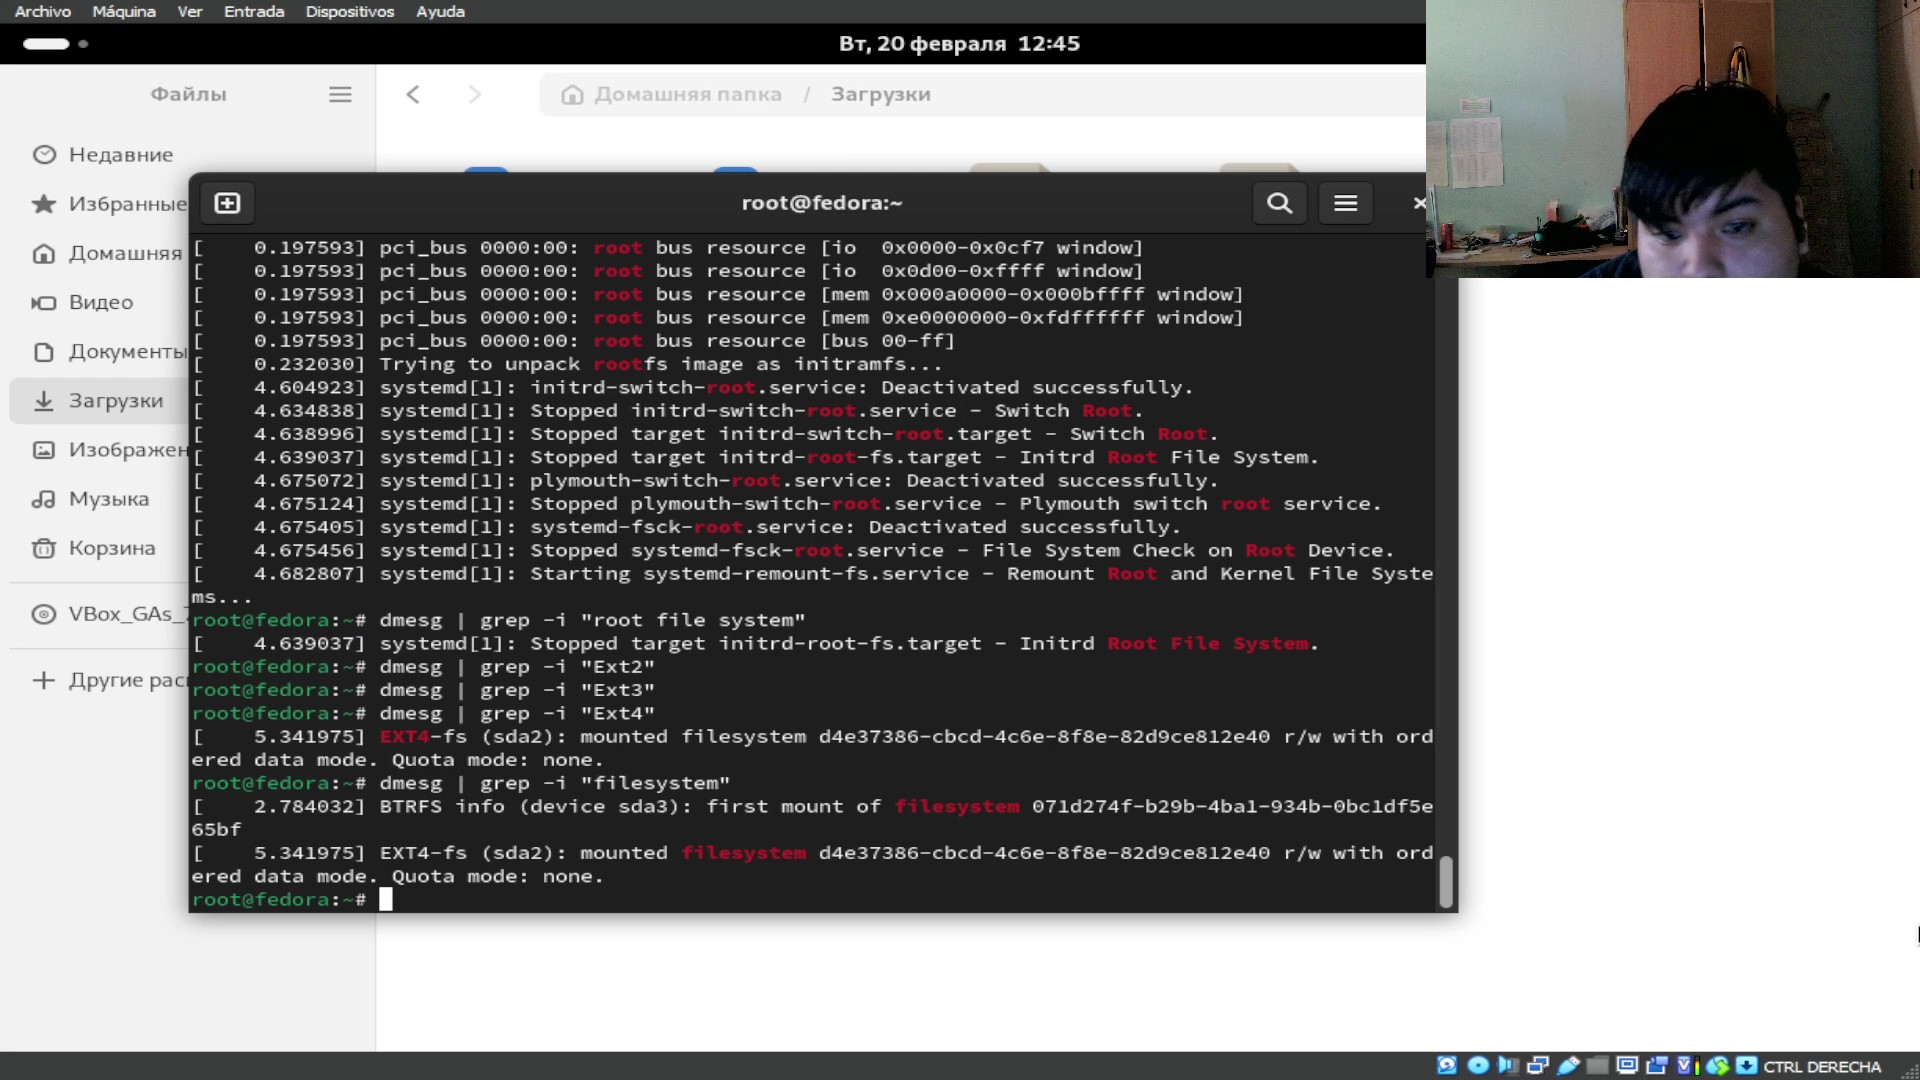 Archivo Máquina Ver Entrada Dispositivos Ayuda
Вт, 20 февраля 12:45
Файлы
Домашняя папка / Загрузки
Недавние
Избранные
Домашняя
Видео
Документы
Загрузки
Изображен
Музыка
Корзина
VBox_GAs_
Другие рас
root@fedora:~
[    0.197593] pci_bus 0000:00: root bus resource [io  0x0000-0x0cf7 window]
[    0.197593] pci_bus 0000:00: root bus resource [io  0x0d00-0xffff window]
[    0.197593] pci_bus 0000:00: root bus resource [mem 0x000a0000-0x000bffff window]
[    0.197593] pci_bus 0000:00: root bus resource [mem 0xe0000000-0xfdffffff window]
[    0.197593] pci_bus 0000:00: root bus resource [bus 00-ff]
[    0.232030] Trying to unpack rootfs image as initramfs...
[    4.604923] systemd[1]: initrd-switch-root.service: Deactivated successfully.
[    4.634838] systemd[1]: Stopped initrd-switch-root.service - Switch Root.
[    4.638996] systemd[1]: Stopped target initrd-switch-root.target - Switch Root.
[    4.639037] systemd[1]: Stopped target initrd-root-fs.target - Initrd Root File System.
[    4.675072] systemd[1]: plymouth-switch-root.service: Deactivated successfully.
[    4.675124] systemd[1]: Stopped plymouth-switch-root.service - Plymouth switch root service.
[    4.675405] systemd[1]: systemd-fsck-root.service: Deactivated successfully.
[    4.675456] systemd[1]: Stopped systemd-fsck-root.service - File System Check on Root Device.
[    4.682807] systemd[1]: Starting systemd-remount-fs.service - Remount Root and Kernel File Syste
ms...
root@fedora:~# dmesg | grep -i "root file system"
[    4.639037] systemd[1]: Stopped target initrd-root-fs.target - Initrd Root File System.
root@fedora:~# dmesg | grep -i "Ext2"
root@fedora:~# dmesg | grep -i "Ext3"
root@fedora:~# dmesg | grep -i "Ext4"
[    5.341975] EXT4-fs (sda2): mounted filesystem d4e37386-cbcd-4c6e-8f8e-82d9ce812e40 r/w with ord
ered data mode. Quota mode: none.
root@fedora:~# dmesg | grep -i "filesystem"
[    2.784032] BTRFS info (device sda3): first mount of filesystem 071d274f-b29b-4ba1-934b-0bc1df5e
65bf
[    5.341975] EXT4-fs (sda2): mounted filesystem d4e37386-cbcd-4c6e-8f8e-82d9ce812e40 r/w with ord
ered data mode. Quota mode: none.
root@fedora:~#
CTRL DERECHA